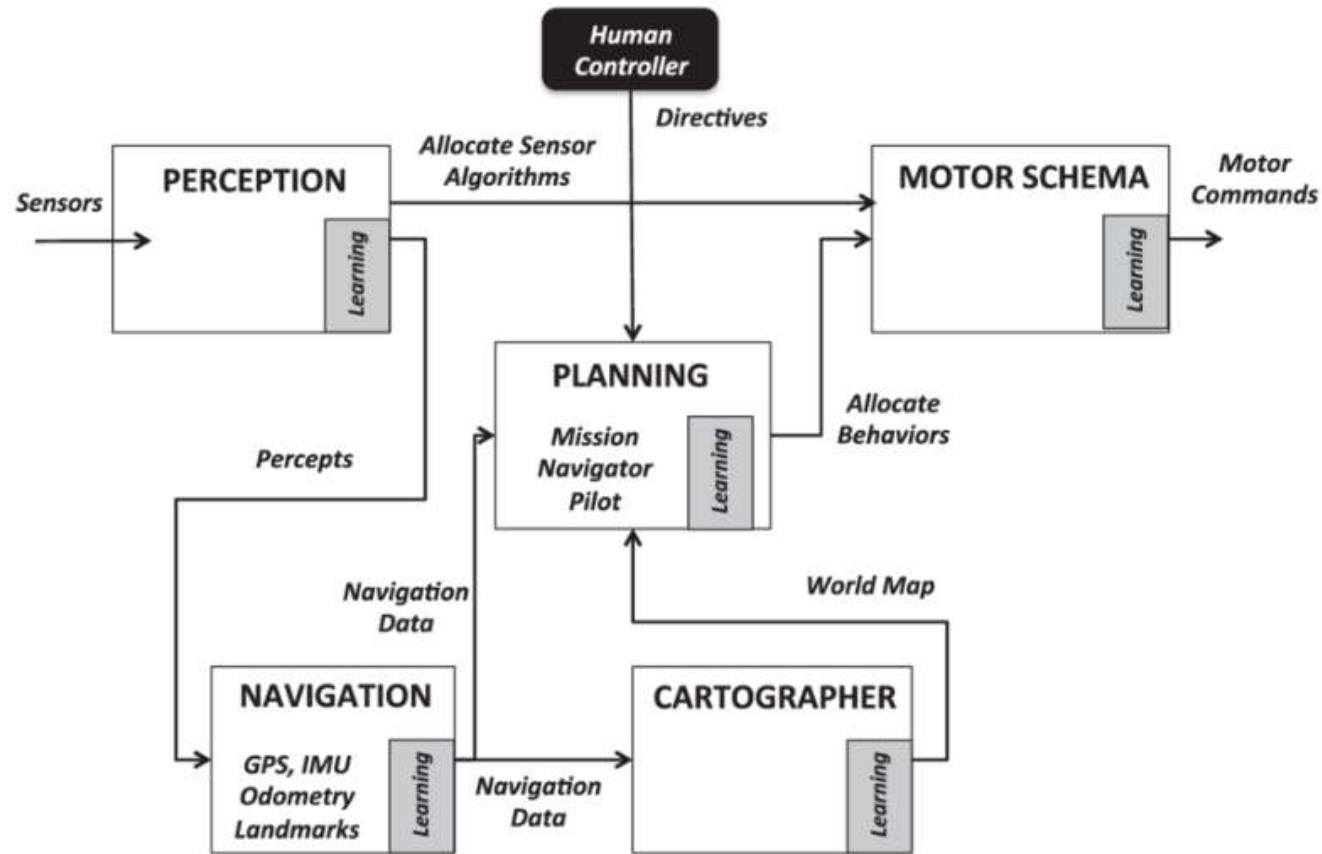 Human
Controller
Directives
Allocate Sensor
Algorithms
PERCEPTION
Sensors
Learning
MOTOR SCHEMA
Motor
Commands
Learning
PLANNING
Mission
Navigator
Pilot
Learning
Allocate
Behaviors
Percepts
Navigation
Data
World Map
NAVIGATION
GPS, IMU
Odometry
Landmarks
Learning
Navigation
Data
CARTOGRAPHER
Learning